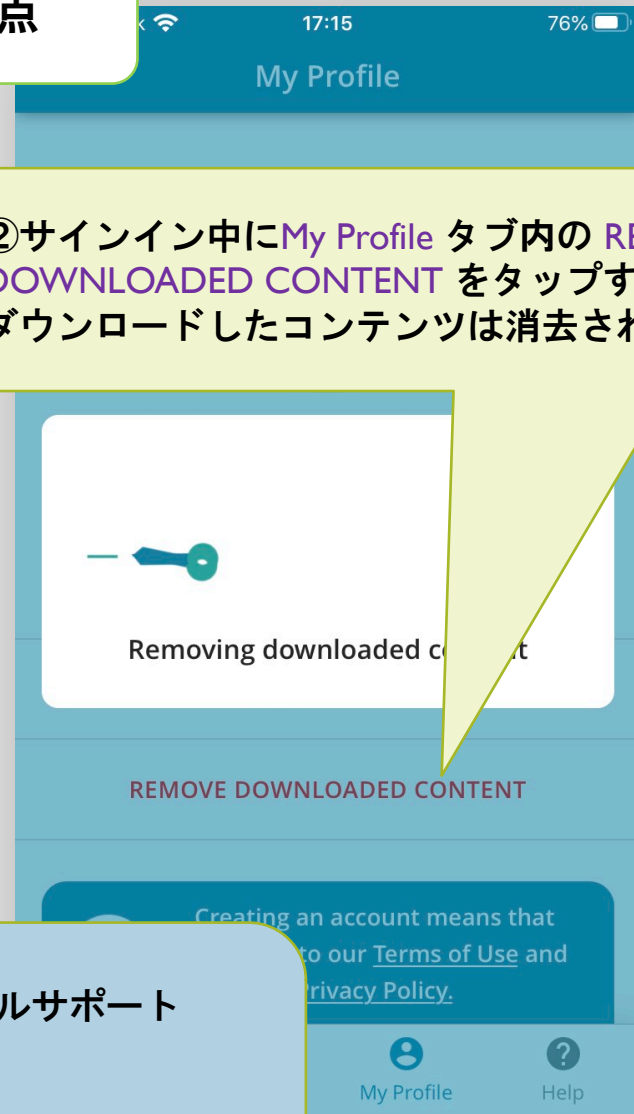 点
17:15
76%
My Profile
②サインイン中にMy Profile タブ内の RE
DOWNLOADED CONTENT をタップす
ダウンロードしたコンテンツは消去され
Removing downloaded c t
REMOVE DOWNLOADED CONTENT
Creating an account means that
to our Terms of Use and
Privacy Policy.
ルサポート
My Profile
Help